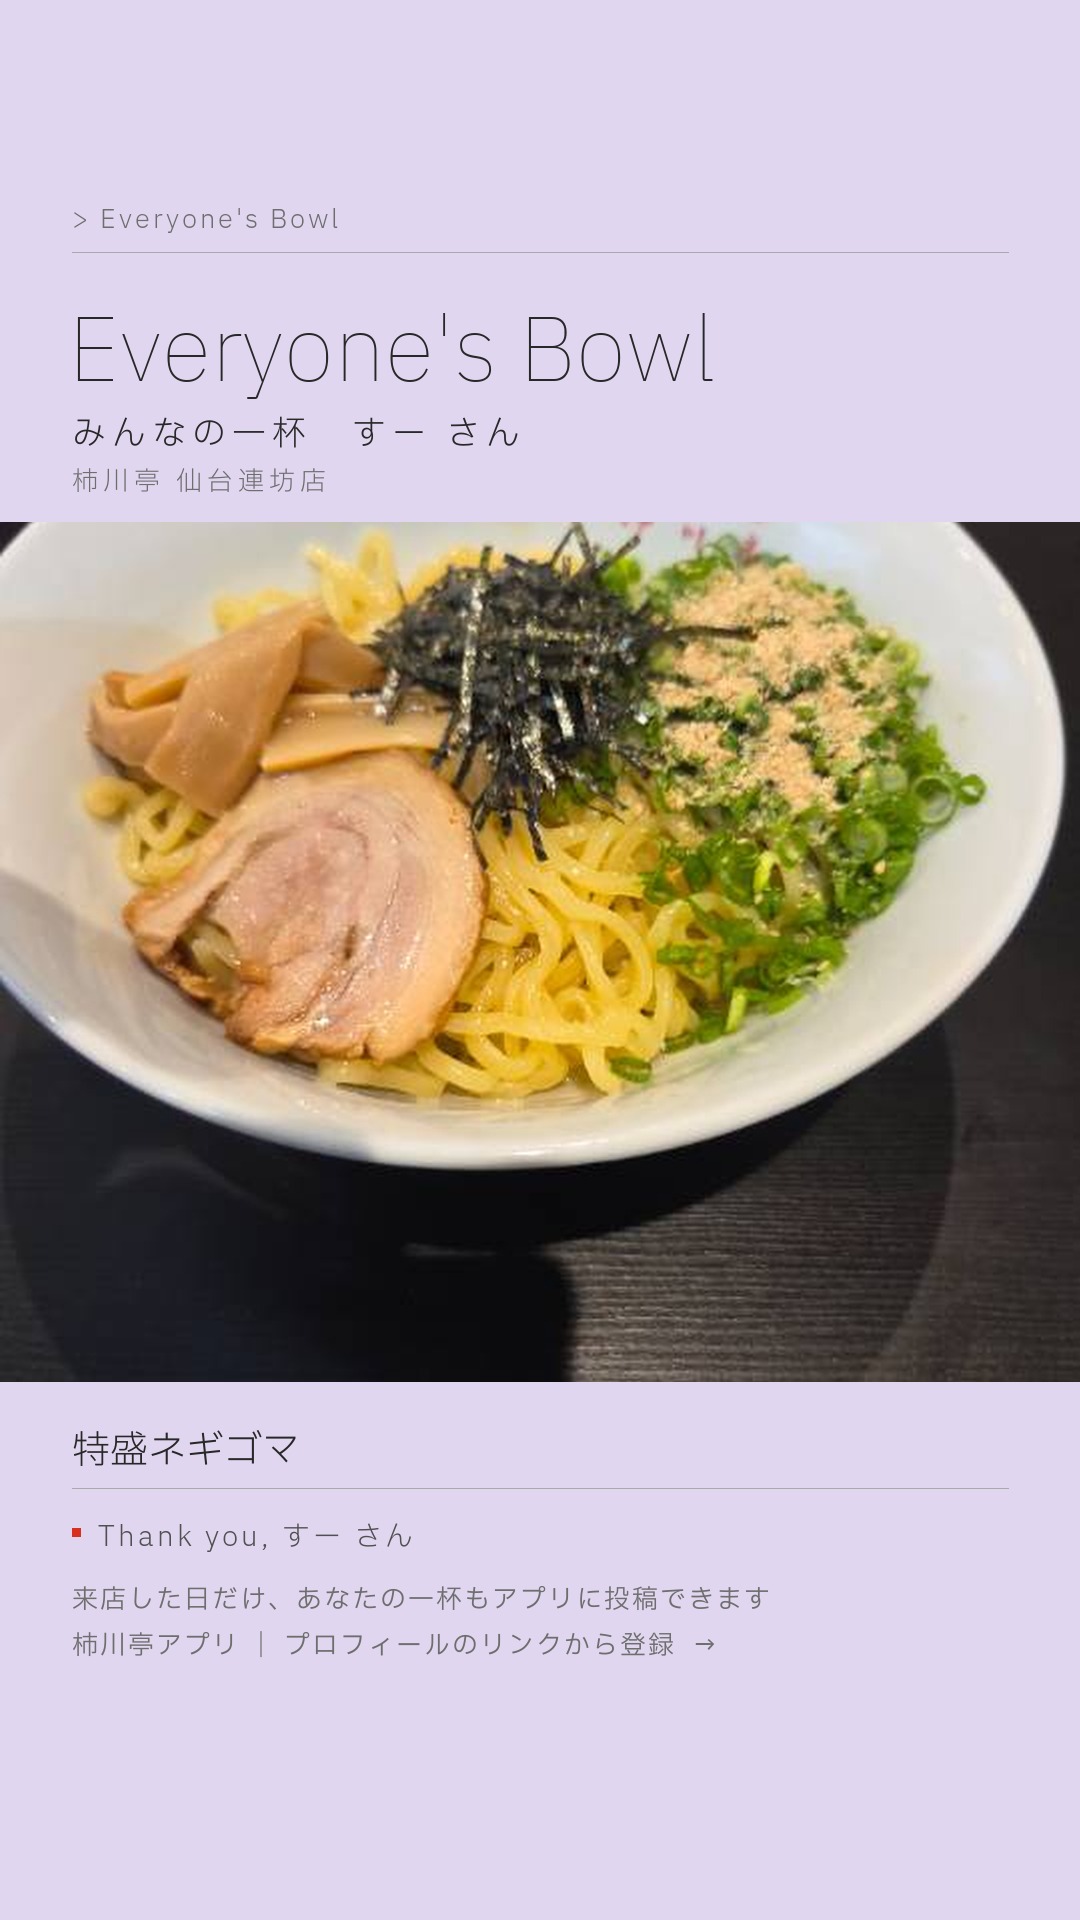 > Everyone's Bowl
Everyone's Bowl
みんなの一杯　すー さん
柿川亭 仙台連坊店
特盛ネギゴマ
Thank you, すー さん
来店した日だけ、あなたの一杯もアプリに投稿できます
柿川亭アプリ ｜ プロフィールのリンクから登録 →